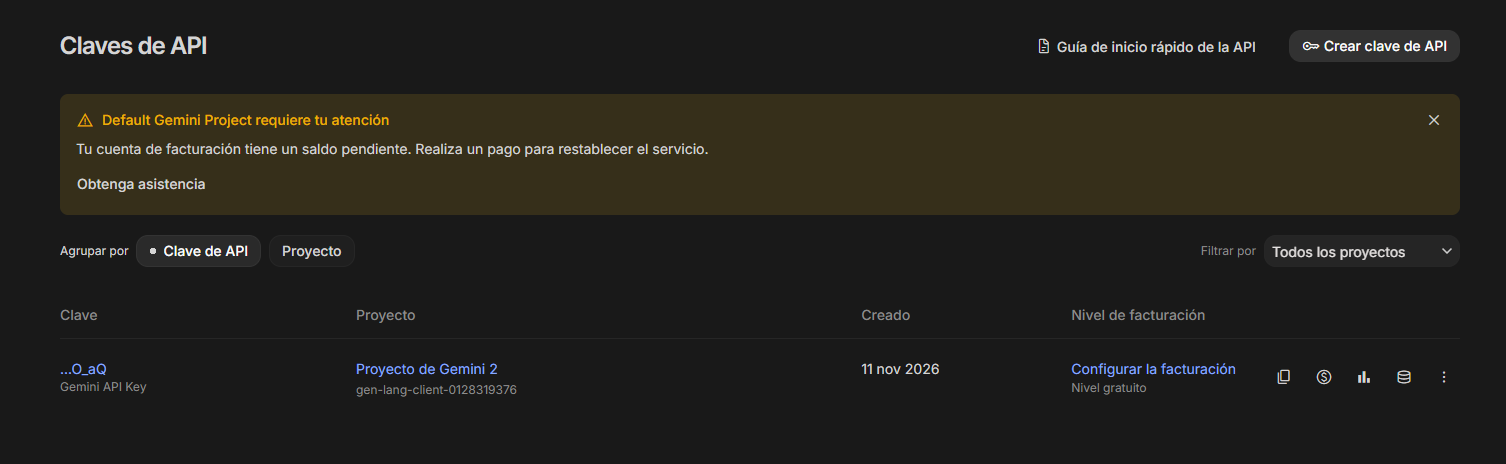 Claves de API
Guía de inicio rápido de la API
Crear clave de API
Default Gemini Project requiere tu atención
Tu cuenta de facturación tiene un saldo pendiente. Realiza un pago para restablecer el servicio.
Obtenga asistencia
Agrupar por Clave de API Proyecto
Filtrar por Todos los proyectos
Clave Proyecto Creado Nivel de facturación
...O_aQ Proyecto de Gemini 2 11 nov 2026 Configurar la facturación
Gemini API Key gen-lang-client-0128319376 Nivel gratuito